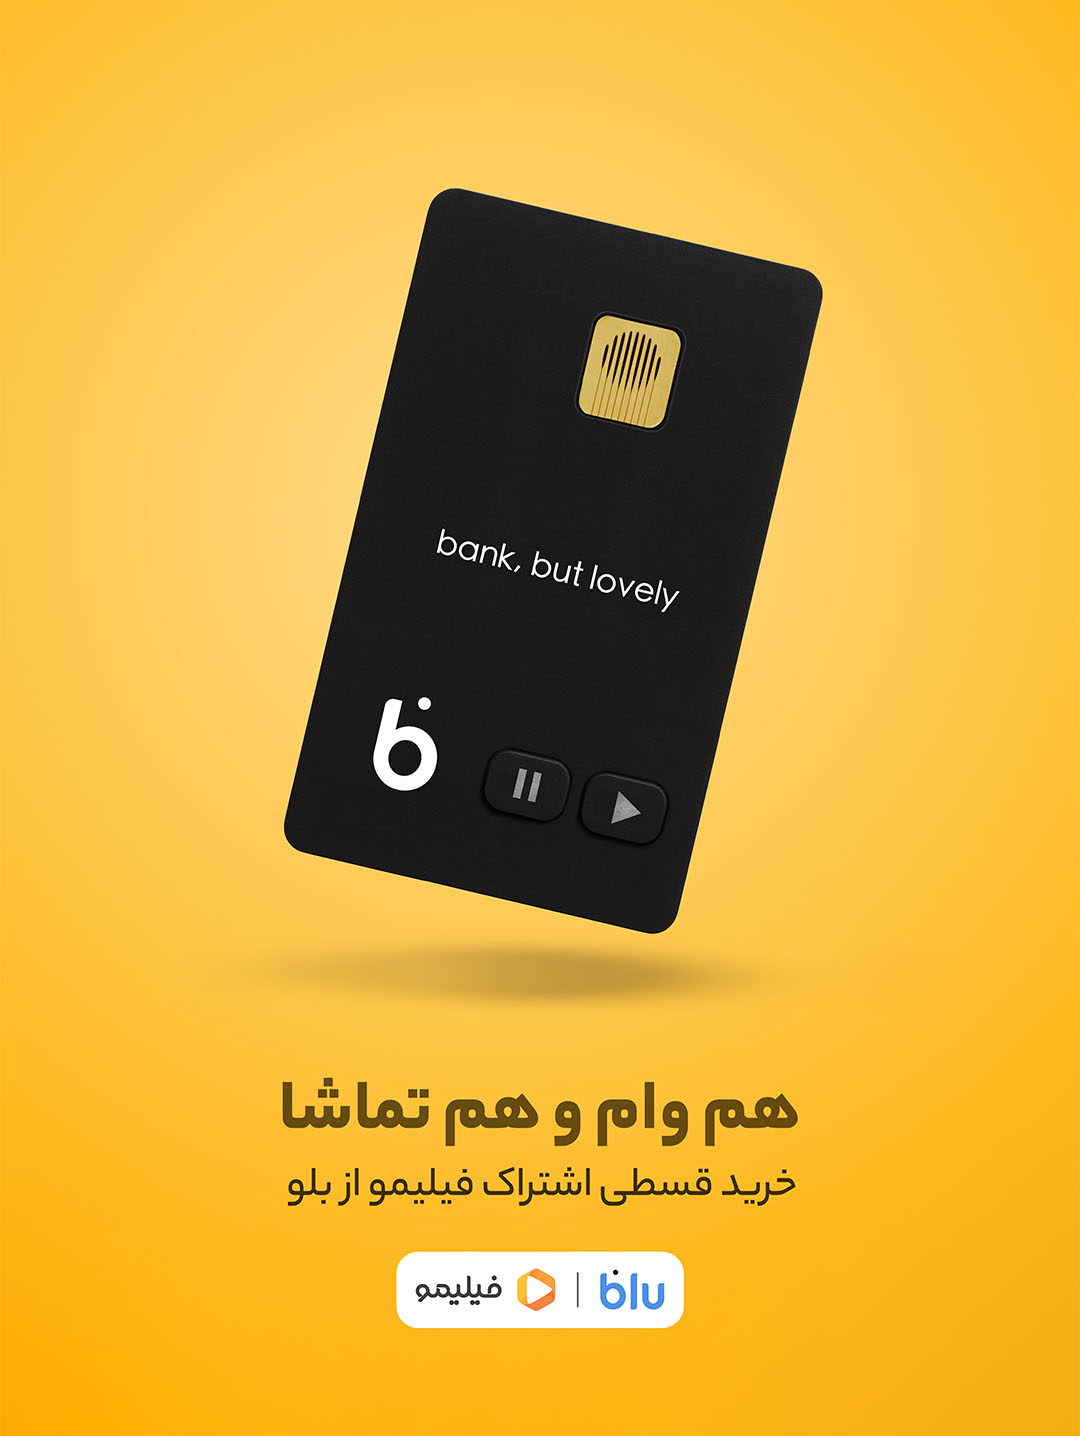 bank, but lovely
b
هم وام و هم تماشا
خرید قسطی اشتراک فیلیمو از بلو
blu | فیلیمو